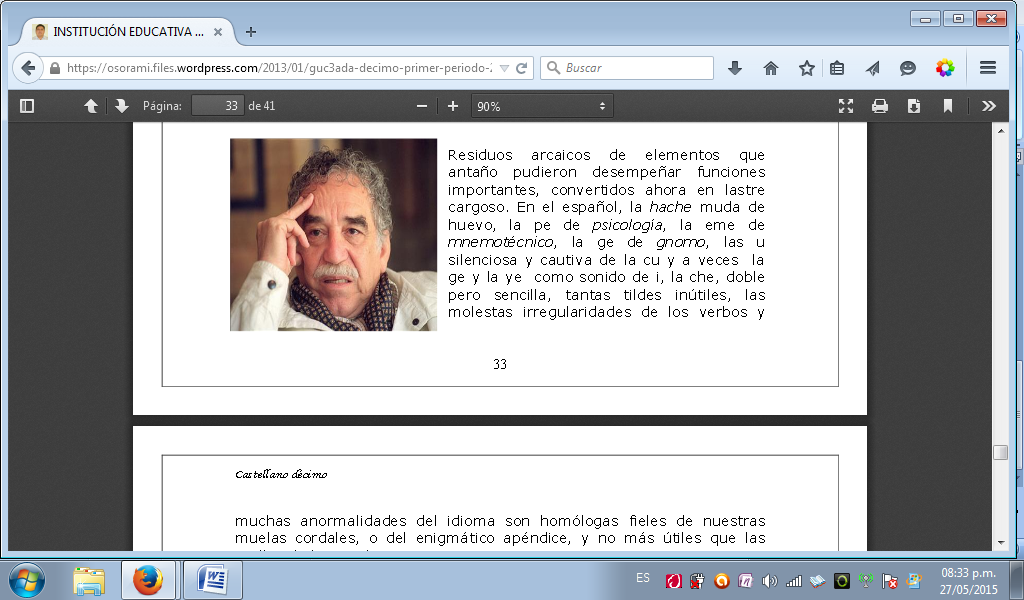 INSTITUCIÓN EDUCATIVA ...
https://osorami.files.wordpress.com/2013/01/guc3ada-decimo-primer-periodo-2
Buscar
Página: 33 de 41
90%
Residuos arcaicos de elementos que
antaño pudieron desempeñar funciones
importantes, convertidos ahora en lastre
cargoso. En el español, la hache muda de
huevo, la pe de psicología, la eme de
mnemotécnico, la ge de gnomo, las u
silenciosa y cautiva de la cu y a veces la
ge y la ye como sonido de i, la che, doble
pero sencilla, tantas tildes inútiles, las
molestas irregularidades de los verbos y
33
Castellano décimo
muchas anormalidades del idioma son homólogas fieles de nuestras
muelas cordales, o del enigmático apéndice, y no más útiles que las
ES
08:33 p.m.
27/05/2015